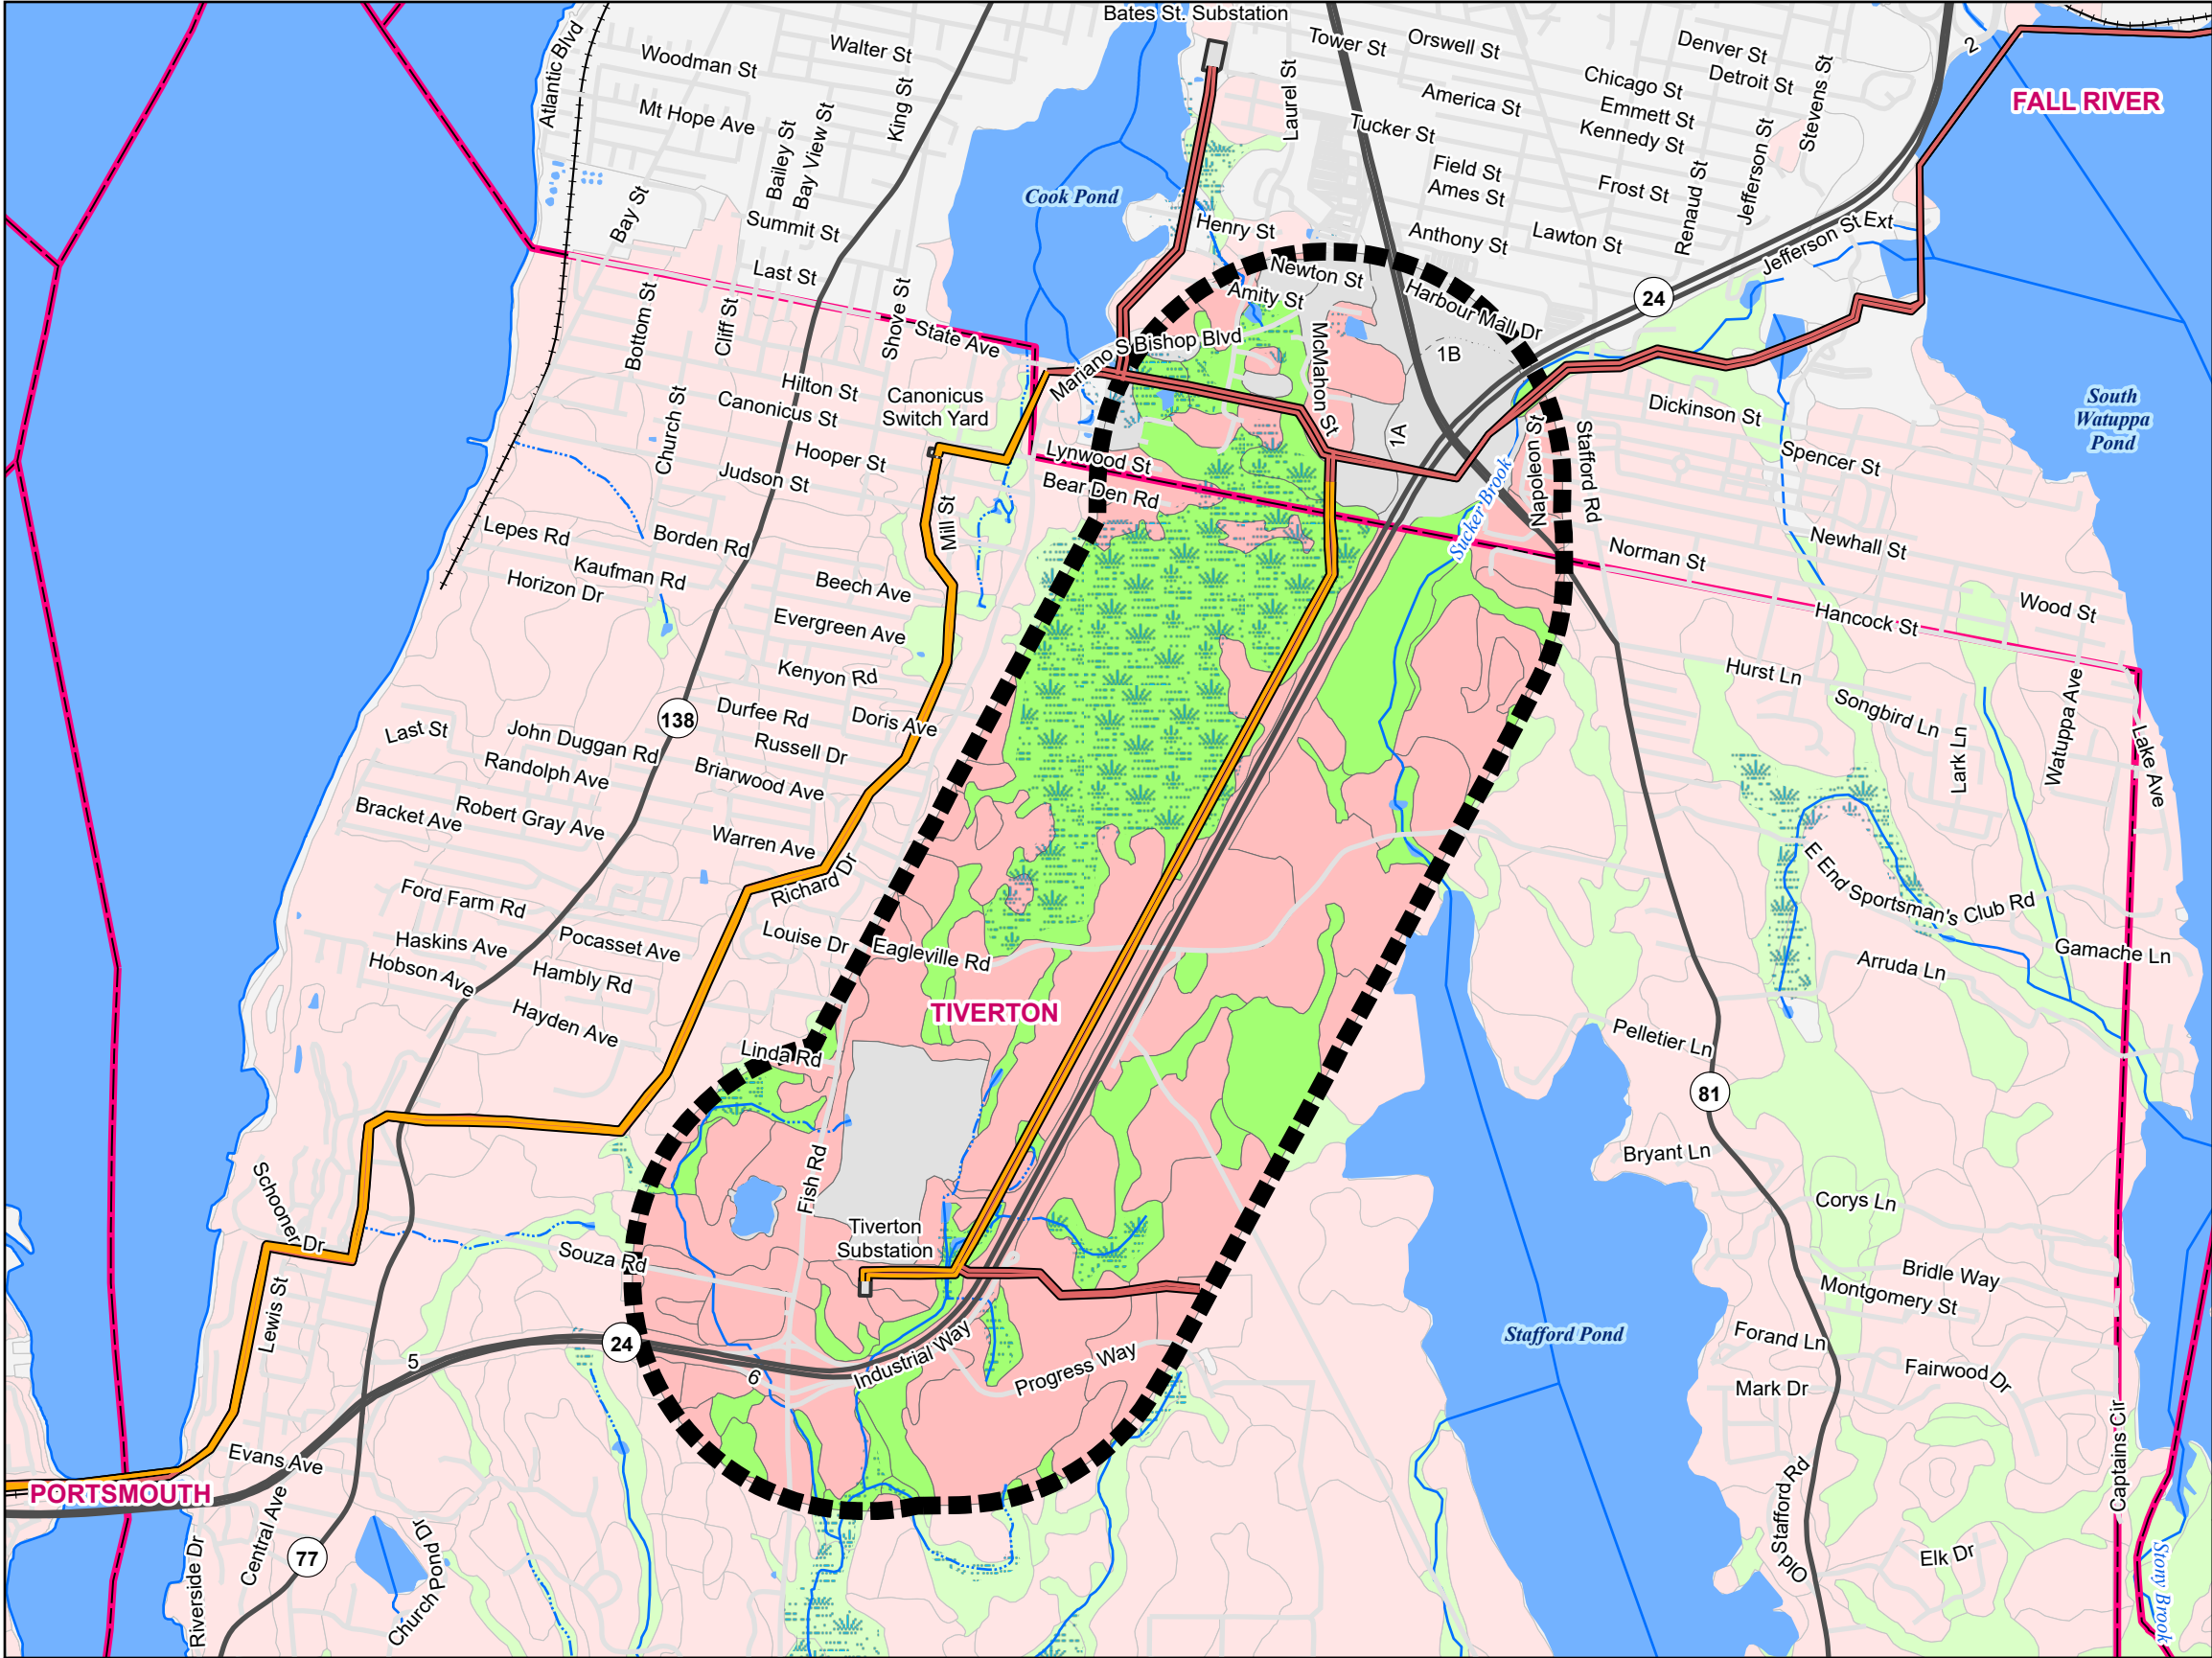 Bates St. Substation
Walter St
Woodman St
Atlantic Blvd
Mt Hope Ave
King St
Bailey St
Bay View St
Bay St
Summit St
Last St
Tower St
Orswell St
Denver St
Detroit St
Chicago St
Emmett St
Kennedy St
Stevens St
2
FALL RIVER
Laurel St
America St
Tucker St
Field St
Ames St
Frost St
Renaud St
Jefferson St
Cook Pond
Henry St
Anthony St
Lawton St
Jefferson St Ext
Newton St
Amity St
Harbour Mall Dr
24
Bottom St
Cliff St
Shove St
State Ave
Mariano S Bishop Blvd
McMahon St
1B
1A
Hilton St
Canonicus
Switch Yard
Canonicus St
Church St
Hooper St
Judson St
Lynwood St
Bear Den Rd
Napoleon St
Stafford Rd
Dickinson St
Spencer St
South
Watuppa
Pond
Sucker Brook
Mill St
Lepes Rd
Borden Rd
Kaufman Rd
Horizon Dr
Beech Ave
Evergreen Ave
Kenyon Rd
Norman St
Newhall St
Wood St
Hancock St
Hurst Ln
Songbird Ln
Lark Ln
Watuppa Ave
Lake Ave
138
Durfee Rd
Doris Ave
Russell Dr
Last St
John Duggan Rd
Randolph Ave
Briarwood Ave
Bracket Ave
Robert Gray Ave
Warren Ave
Richard Dr
Ford Farm Rd
Haskins Ave
Pocasset Ave
Louise Dr
Eagleville Rd
Hobson Ave
Hambly Rd
Hayden Ave
Linda Rd
TIVERTON
E End Sportsman's Club Rd
Gamache Ln
Arruda Ln
Pelletier Ln
81
Bryant Ln
Corys Ln
Schooner Dr
Fish Rd
Tiverton
Substation
Souza Rd
Lewis St
24
5
6
Industrial Way
Progress Way
Stafford Pond
Bridle Way
Montgomery St
Forand Ln
Fairwood Dr
Mark Dr
Captains Cir
Evans Ave
PORTSMOUTH
Central Ave
77
Riverside Dr
Church Pond Dr
Old Stafford Rd
Elk Dr
Stony Brook